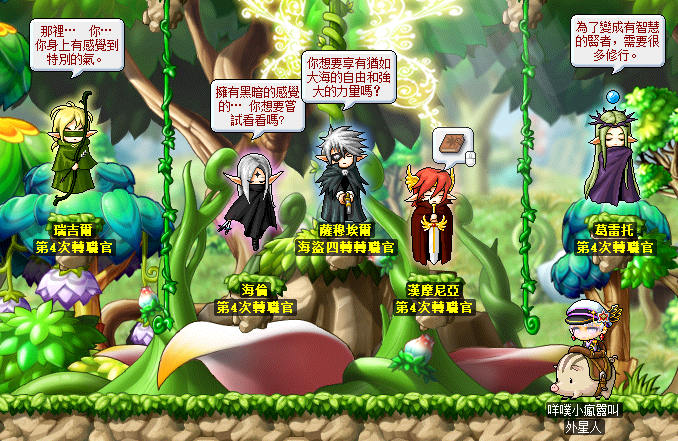 那裡… 你…
你身上有感覺到
特別的氣。
擁有黑暗的感覺
的… 你想要嘗
試看看嗎?
你想要享有猶如
大海的自由和強
大的力量嗎?
為了變成有智慧
的賢者，需要很
多修行。
瑞吉爾
第4次轉職官
海倫
第4次轉職官
薩穆埃爾
海盜四轉轉職官
漢摩尼亞
第4次轉職官
葛雷托
第4次轉職官
咩噗小瘋囂叫
外星人